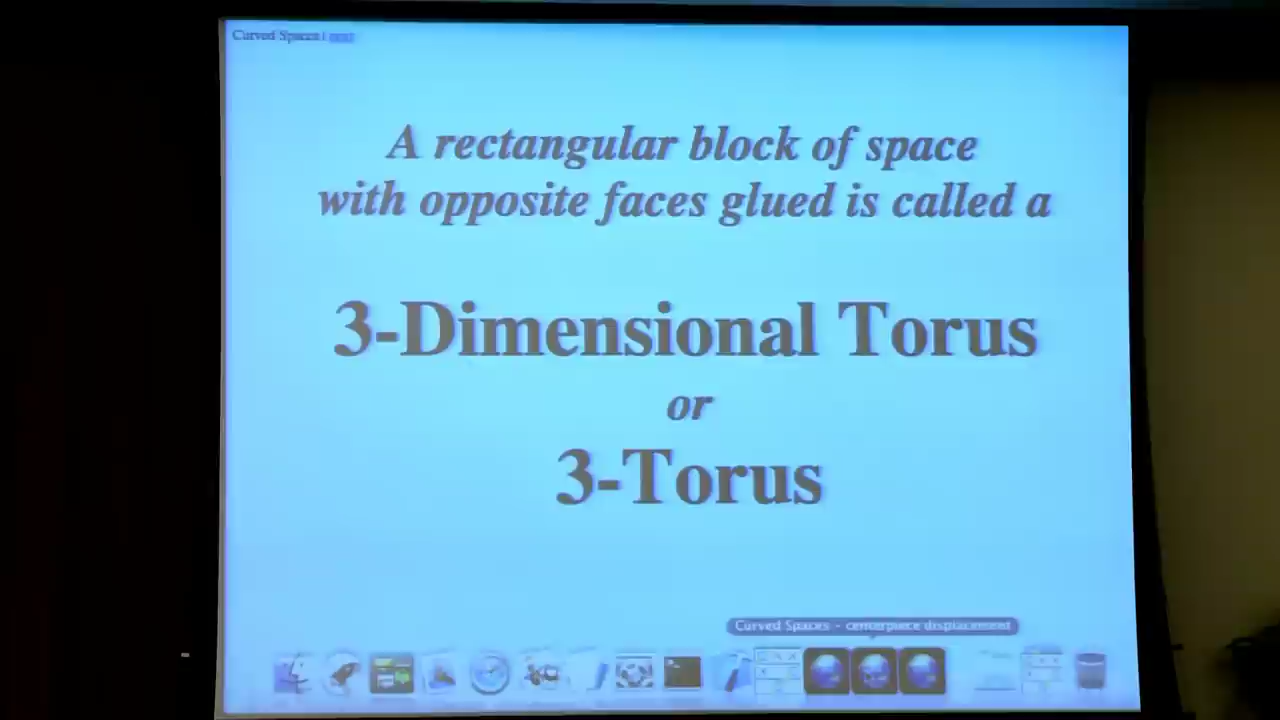 Curved Spaces | next
A rectangular block of space
with opposite faces glued is called a
3-Dimensional Torus
or
3-Torus
Curved Spaces - centerpiece displacement